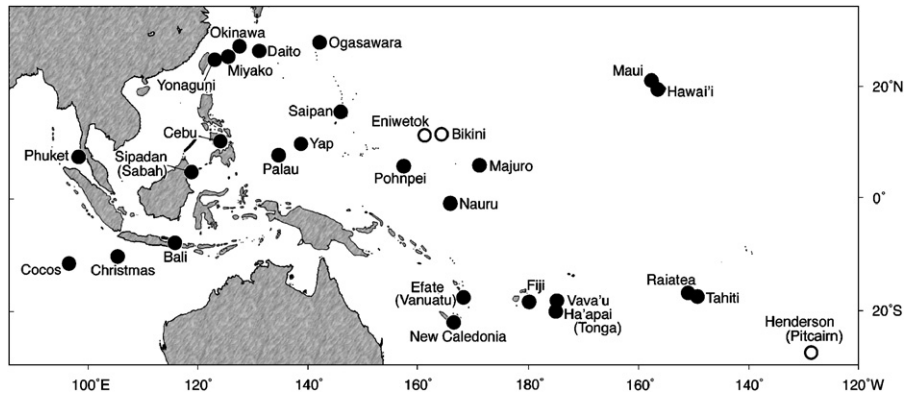 Okinawa
Daito
Ogasawara
Miyako
Yonaguni
Maui
Hawai'i
20°N
Saipan
Eniwetok
Bikini
Cebu
Yap
Phuket
Sipadan
(Sabah)
Palau
Pohnpei
Majuro
Nauru
0°
Bali
Cocos
Christmas
Efate
(Vanuatu)
Fiji
Vava'u
Ha'apai
(Tonga)
New Caledonia
Raiatea
Tahiti
20°S
Henderson
(Pitcairn)
100°E
120°
140°
160°
180°
160°
140°
120°W